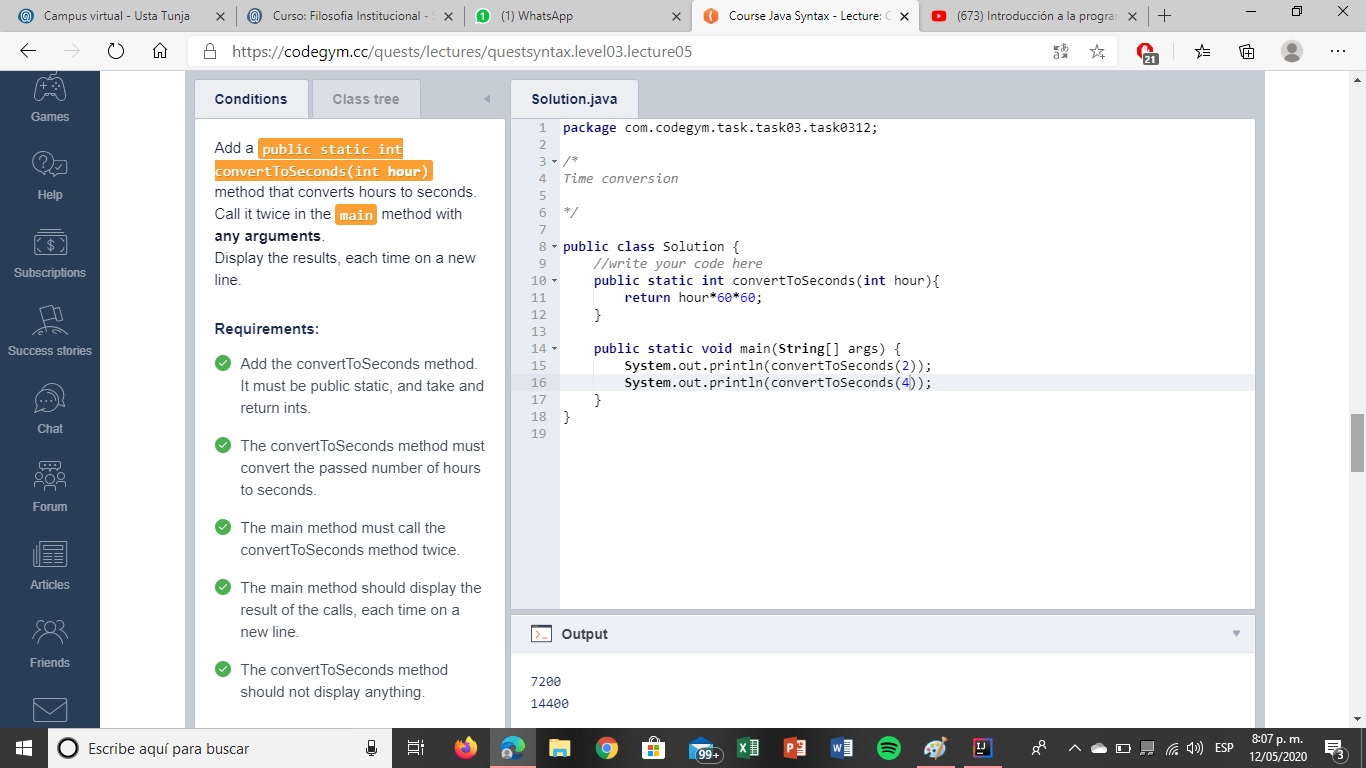 Campus virtual - Usta Tunja
Curso: Filosofia Institucional -
(1) WhatsApp
Course Java Syntax - Lecture: C
(673) Introducción a la progra
https://codegym.cc/quests/lectures/questsyntax.level03.lecture05
21
Games
Help
Subscriptions
Success stories
Chat
Forum
Articles
Friends
Conditions
Class tree
Add a public static int
convertToSeconds(int hour)
method that converts hours to seconds.
Call it twice in the main method with
any arguments.
Display the results, each time on a new
line.
Requirements:
Add the convertToSeconds method.
It must be public static, and take and
return ints.
The convertToSeconds method must
convert the passed number of hours
to seconds.
The main method must call the
convertToSeconds method twice.
The main method should display the
result of the calls, each time on a
new line.
The convertToSeconds method
should not display anything.
Solution.java
1 package com.codegym.task.task03.task0312;
2
3 /*
4 Time conversion
5
6 */
7
8 public class Solution {
9 //write your code here
10 public static int convertToSeconds(int hour){
11 return hour*60*60;
12 }
13
14 public static void main(String[] args) {
15 System.out.println(convertToSeconds(2));
16 System.out.println(convertToSeconds(4));
17 }
18 }
19
Output
7200
14400
Escribe aquí para buscar
99+
ESP
8:07 p. m.
12/05/2020
3